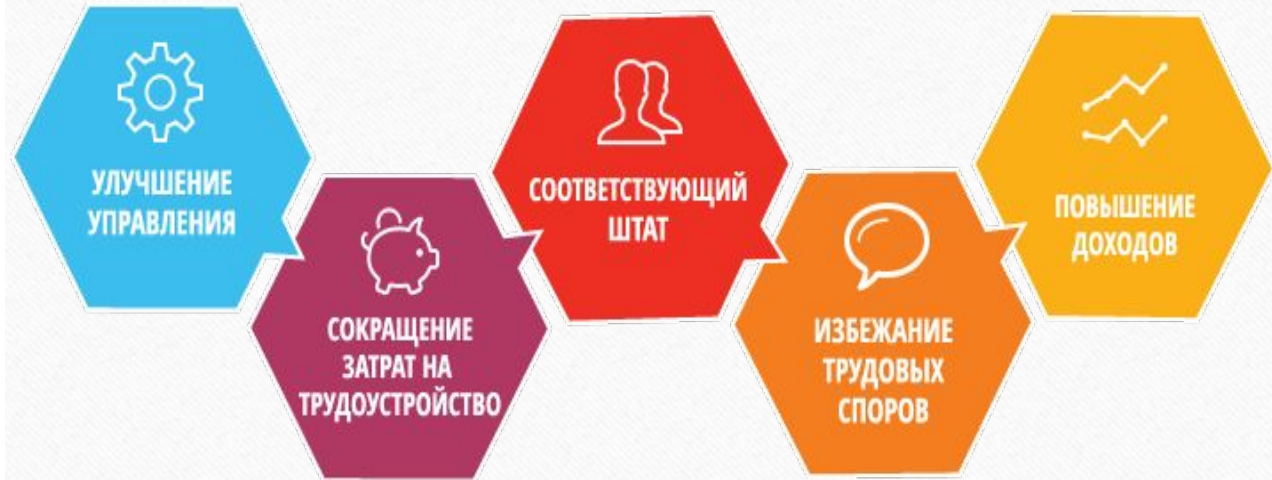 УЛУЧШЕНИЕ
УПРАВЛЕНИЯ
СОКРАЩЕНИЕ
ЗАТРАТ НА
ТРУДОУСТРОЙСТВО
СООТВЕТСТВУЮЩИЙ
ШТАТ
ИЗБЕЖАНИЕ
ТРУДОВЫХ
СПОРОВ
ПОВЫШЕНИЕ
ДОХОДОВ